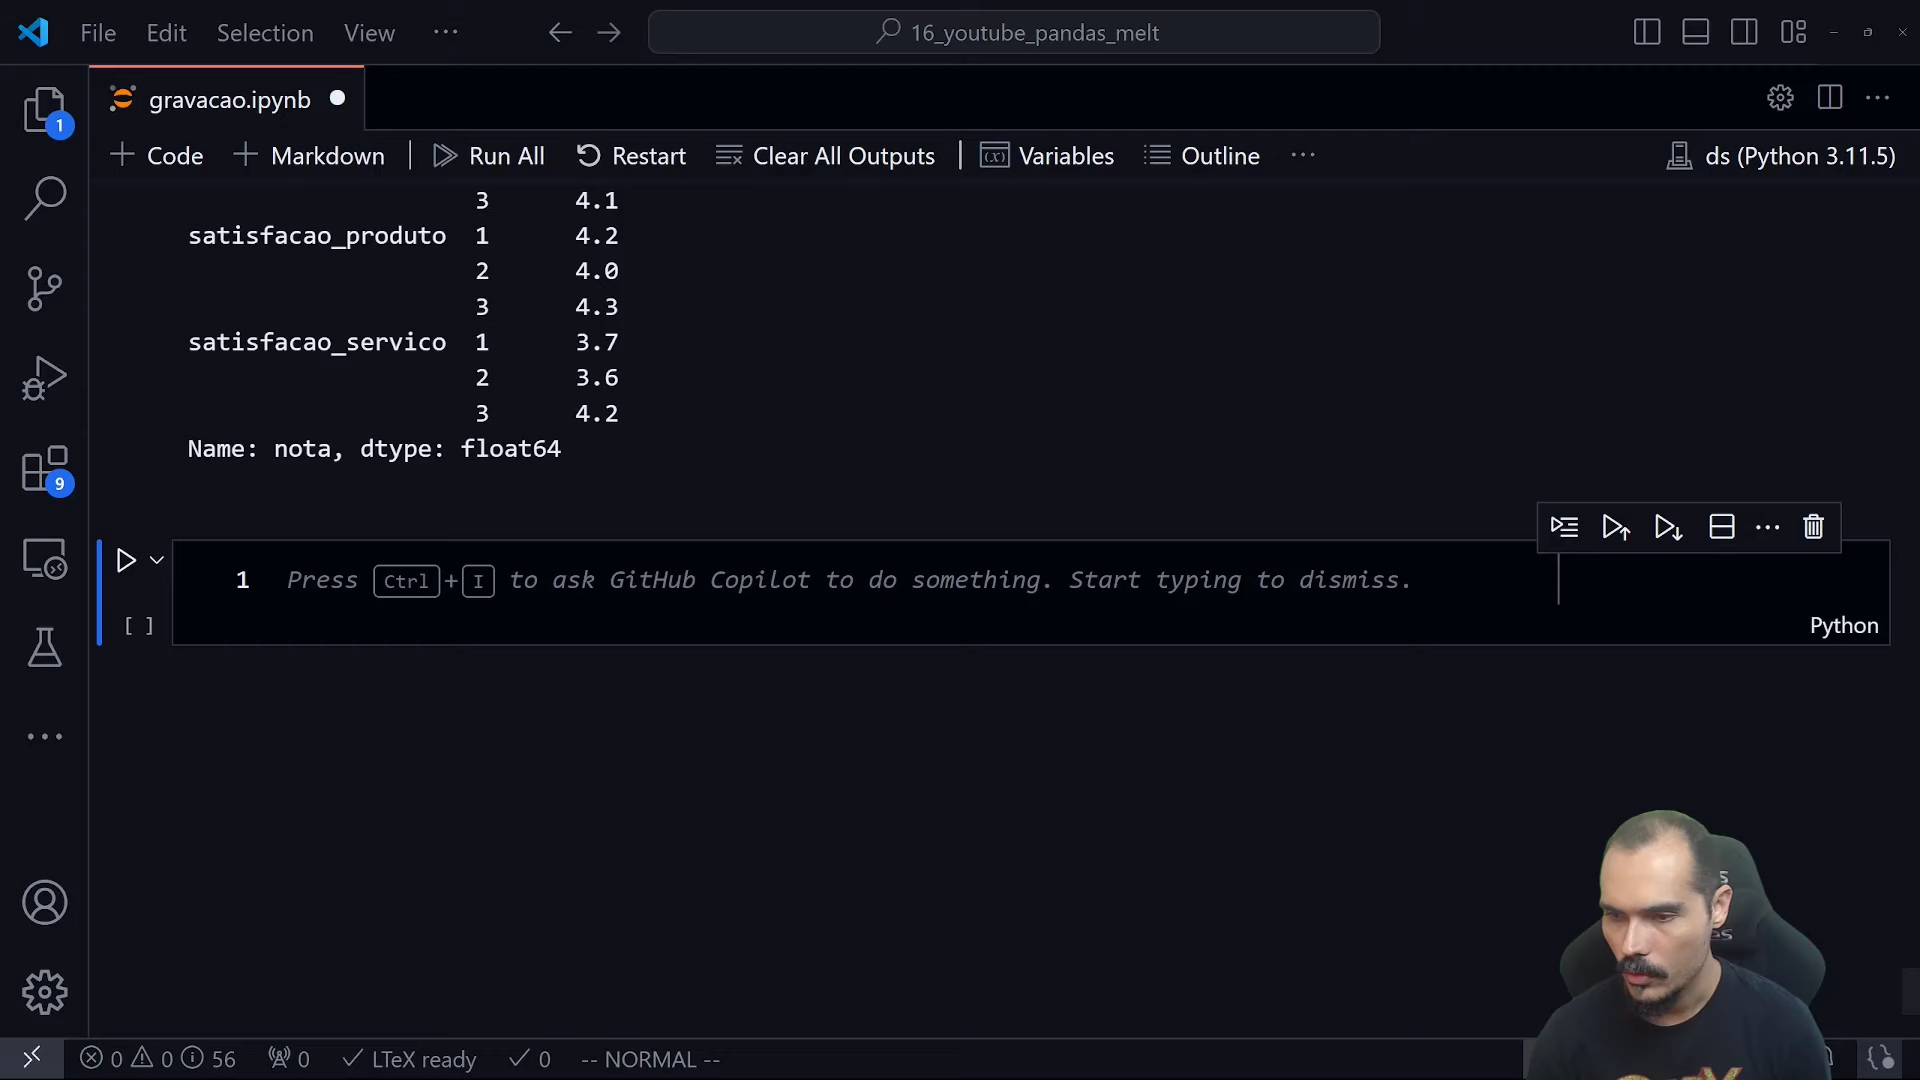 File Edit Selection View ··· 16_youtube_pandas_melt
1 gravacao.ipynb
Code Markdown Run All Restart Clear All Outputs Variables Outline ··· ds (Python 3.11.5)
3 4.1
satisfacao_produto 1 4.2
2 4.0
3 4.3
satisfacao_servico 1 3.7
2 3.6
3 4.2
Name: nota, dtype: float64
9
1 Press Ctrl+I to ask GitHub Copilot to do something. Start typing to dismiss.
[ ] Python
0 0 56 0 LTeX ready 0 -- NORMAL --